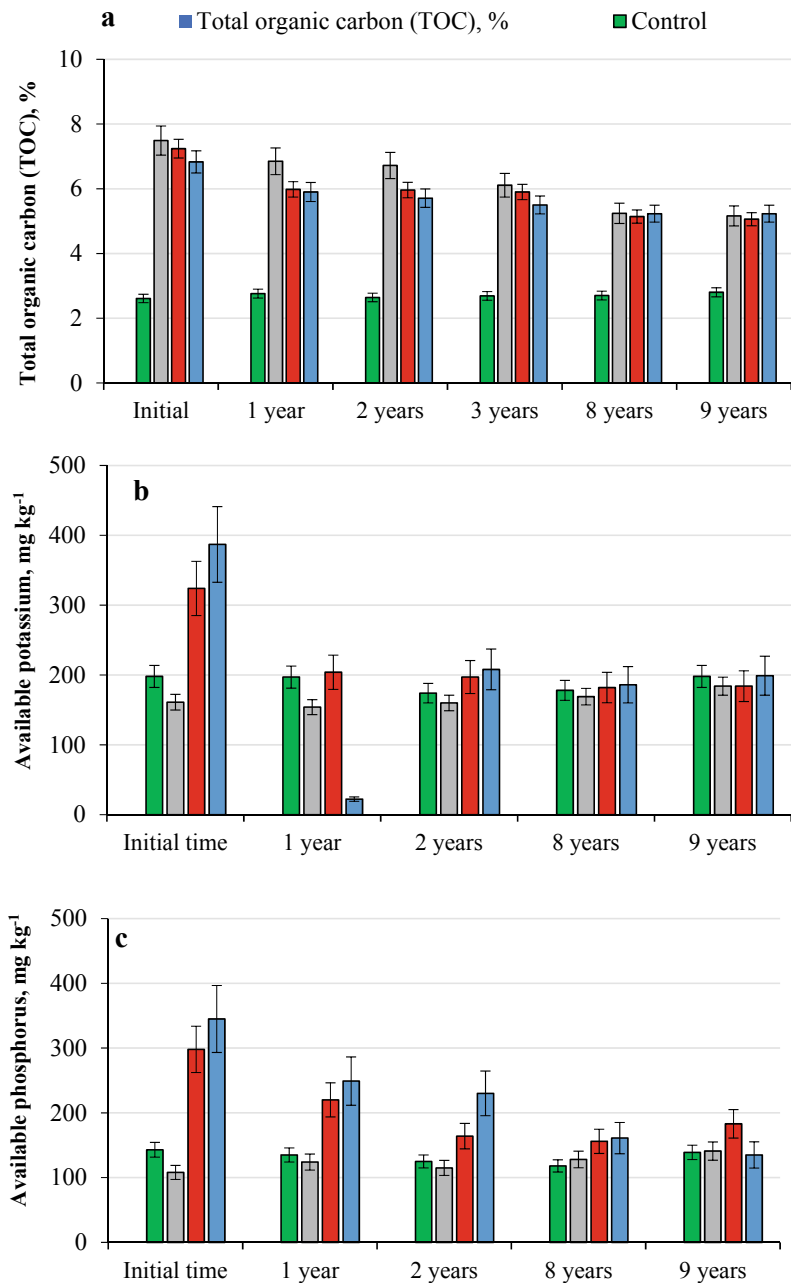 a
Total organic carbon (TOC), % Control
Total organic carbon (TOC), %
10
8
6
4
2
0
Initial 1 year 2 years 3 years 8 years 9 years
b
Available potassium, mg kg⁻¹
500
400
300
200
100
0
Initial time 1 year 2 years 8 years 9 years
c
Available phosphorus, mg kg⁻¹
500
400
300
200
100
0
Initial time 1 year 2 years 8 years 9 years